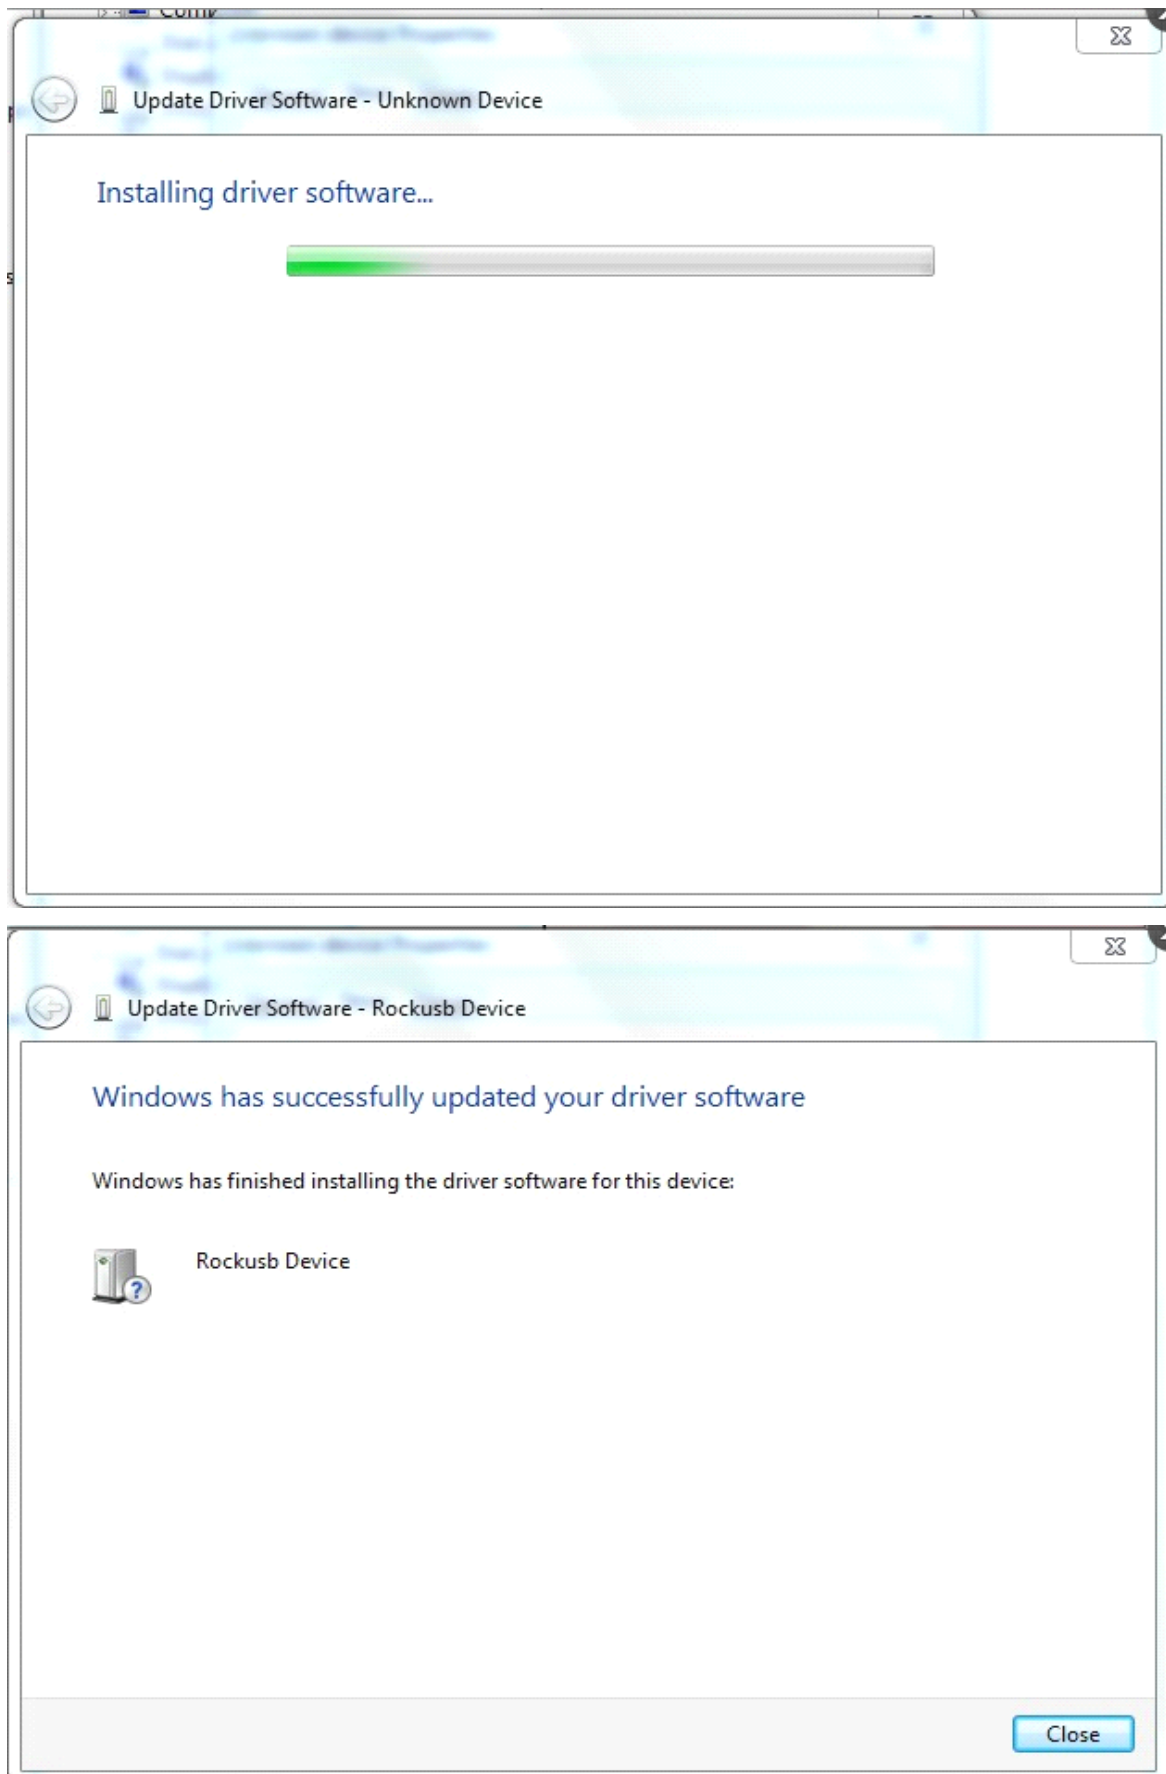 Update Driver Software - Unknown Device
Installing driver software...
Update Driver Software - Rockusb Device
Windows has successfully updated your driver software
Windows has finished installing the driver software for this device:
Rockusb Device
Close